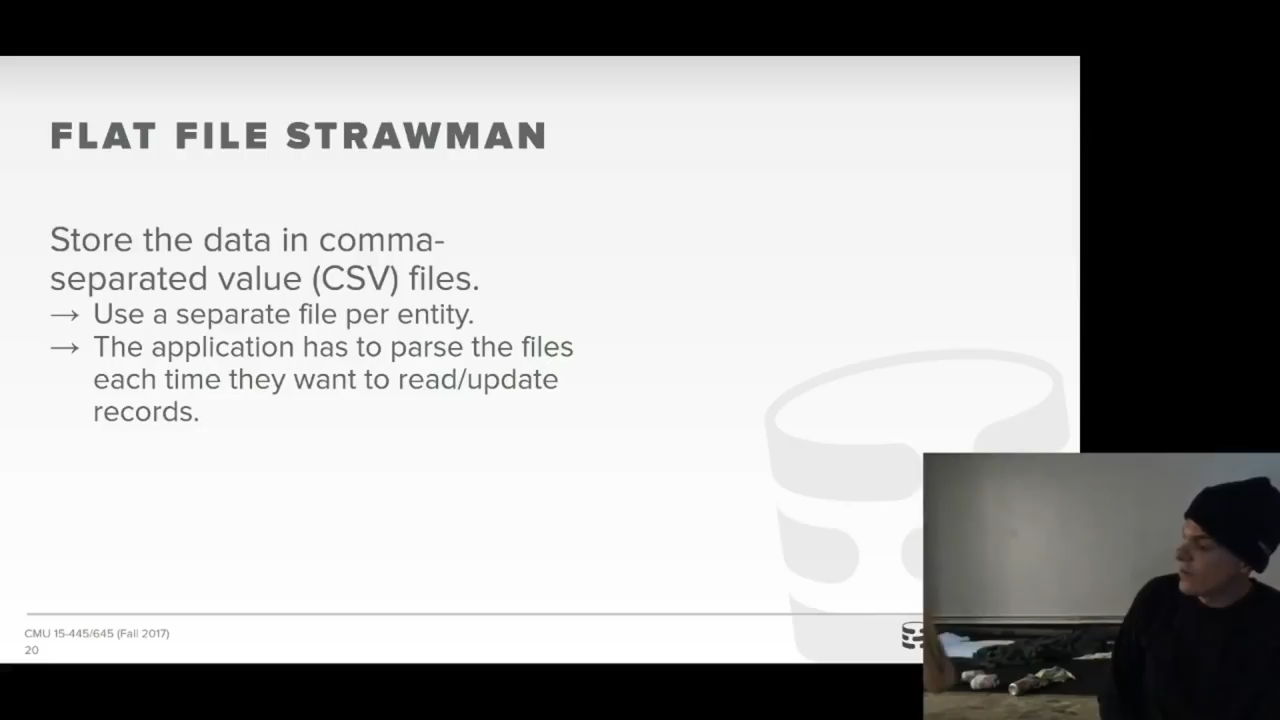 FLAT FILE STRAWMAN
Store the data in comma-
separated value (CSV) files.
→ Use a separate file per entity.
→ The application has to parse the files
each time they want to read/update
records.
CMU 15-445/645 (Fall 2017)
20